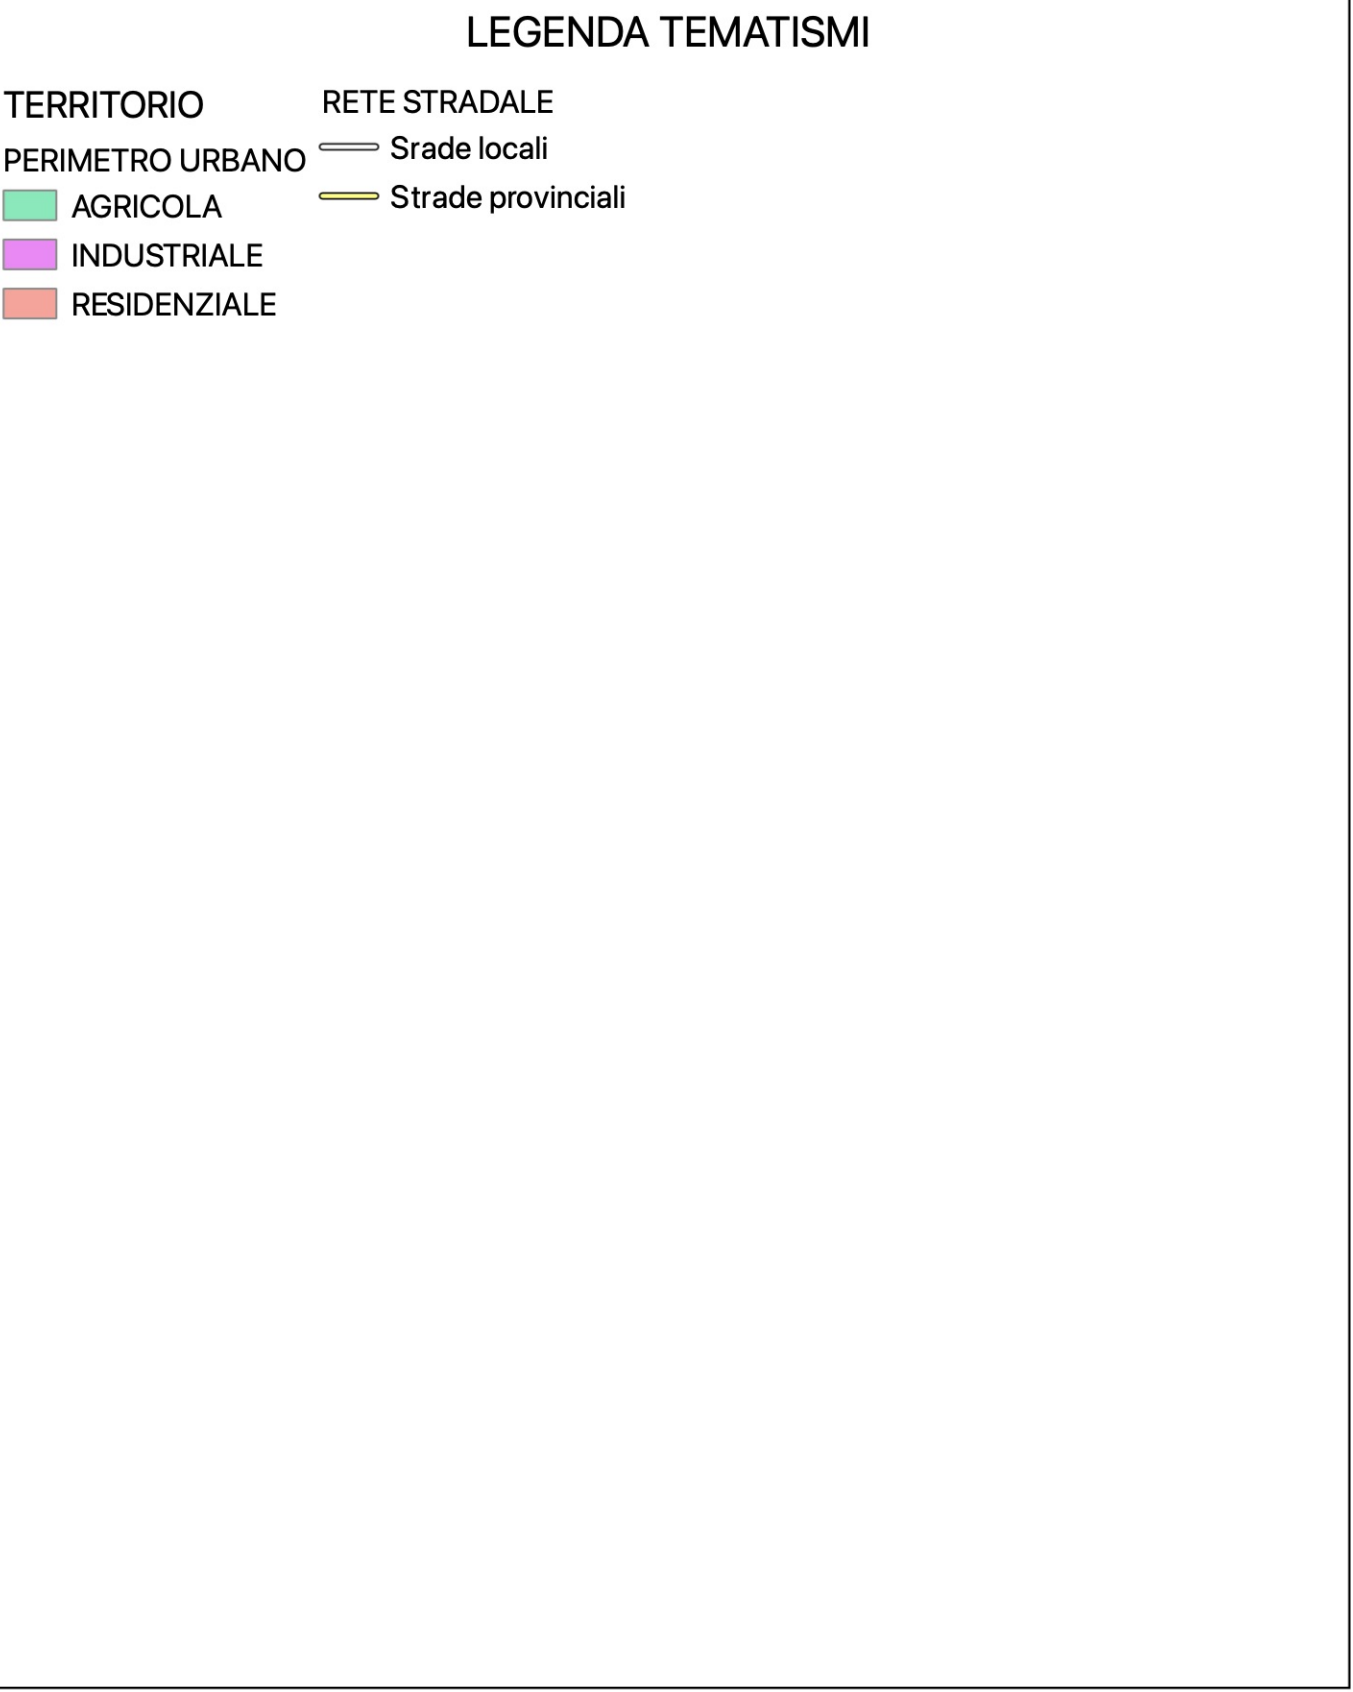 LEGENDA TEMATISMI
TERRITORIO
PERIMETRO URBANO
AGRICOLA
INDUSTRIALE
RESIDENZIALE
RETE STRADALE
Srade locali
Strade provinciali